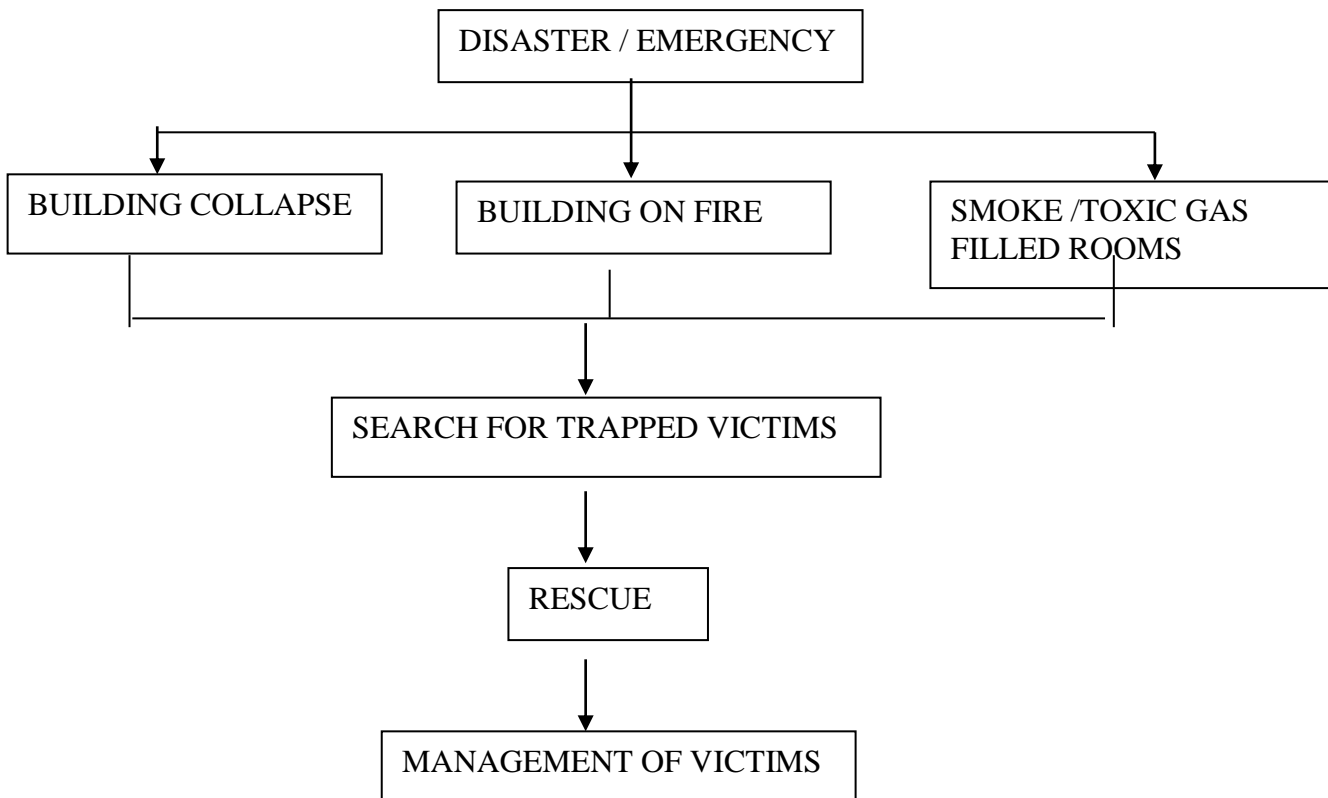 DISASTER / EMERGENCY
BUILDING COLLAPSE
BUILDING ON FIRE
SMOKE /TOXIC GAS
FILLED ROOMS
SEARCH FOR TRAPPED VICTIMS
RESCUE
MANAGEMENT OF VICTIMS